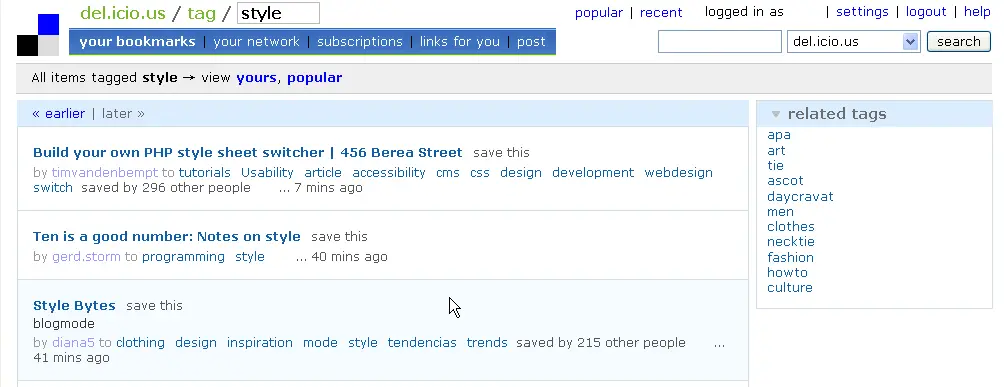 del.icio.us / tag / style
popular | recent logged in as | settings | logout | help
your bookmarks | your network | subscriptions | links for you | post
del.icio.us search
All items tagged style → view yours, popular
« earlier | later »
Build your own PHP style sheet switcher | 456 Berea Street save this
by timvandenbempt to tutorials Usability article accessibility cms css design development webdesign
switch saved by 296 other people ... 7 mins ago
Ten is a good number: Notes on style save this
by gerd.storm to programming style ... 40 mins ago
Style Bytes save this
blogmode
by diana5 to clothing design inspiration mode style tendencias trends saved by 215 other people ...
41 mins ago
related tags
apa
art
tie
ascot
daycravat
men
clothes
necktie
fashion
howto
culture